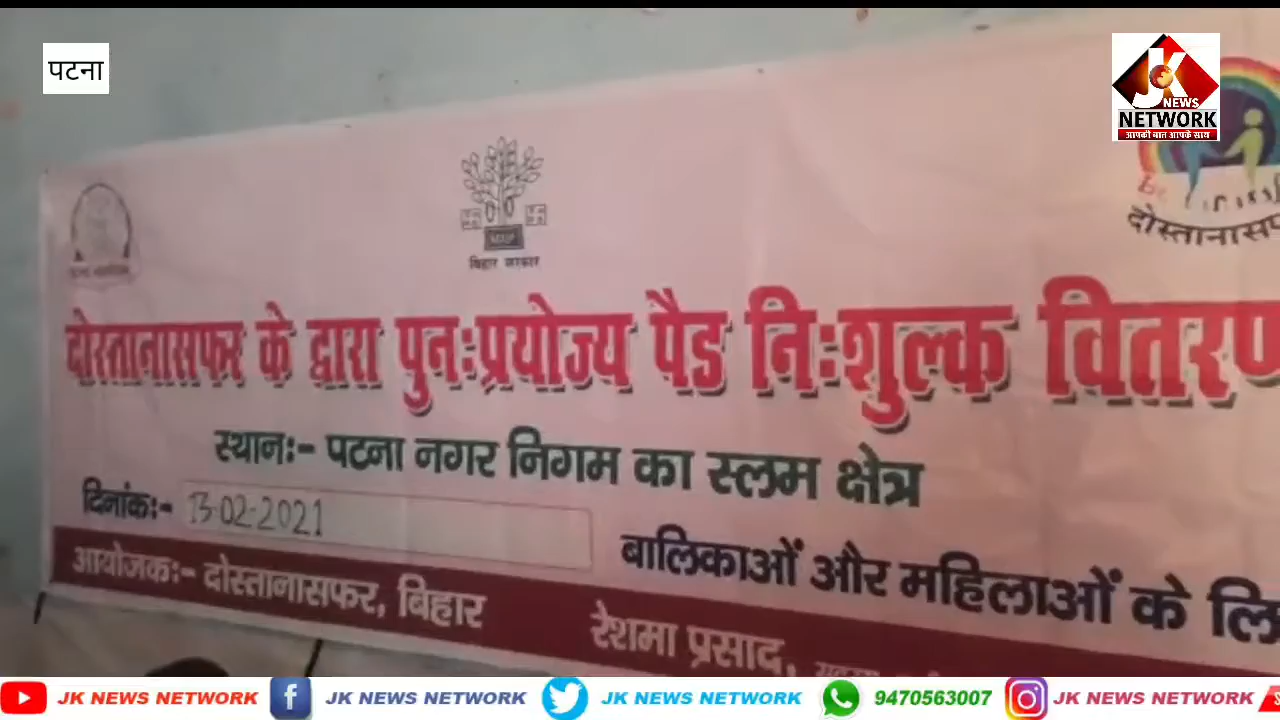 पटना
JK
NEWS
NETWORK
आपकी बात आपके साथ
बिहार सरकार
दोस्तानासफ
दोस्तानासफर के द्वारा पुनःप्रयोज्य पैड निःशुल्क वितरण
स्थानः- पटना नगर निगम का स्लम क्षेत्र
दिनांकः- 13-02-2021
बालिकाओं और महिलाओं के लि
आयोजकः- दोस्तानासफर, बिहार
रेशमा प्रसाद,
JK NEWS NETWORK JK NEWS NETWORK JK NEWS NETWORK 9470563007 JK NEWS NETWORK